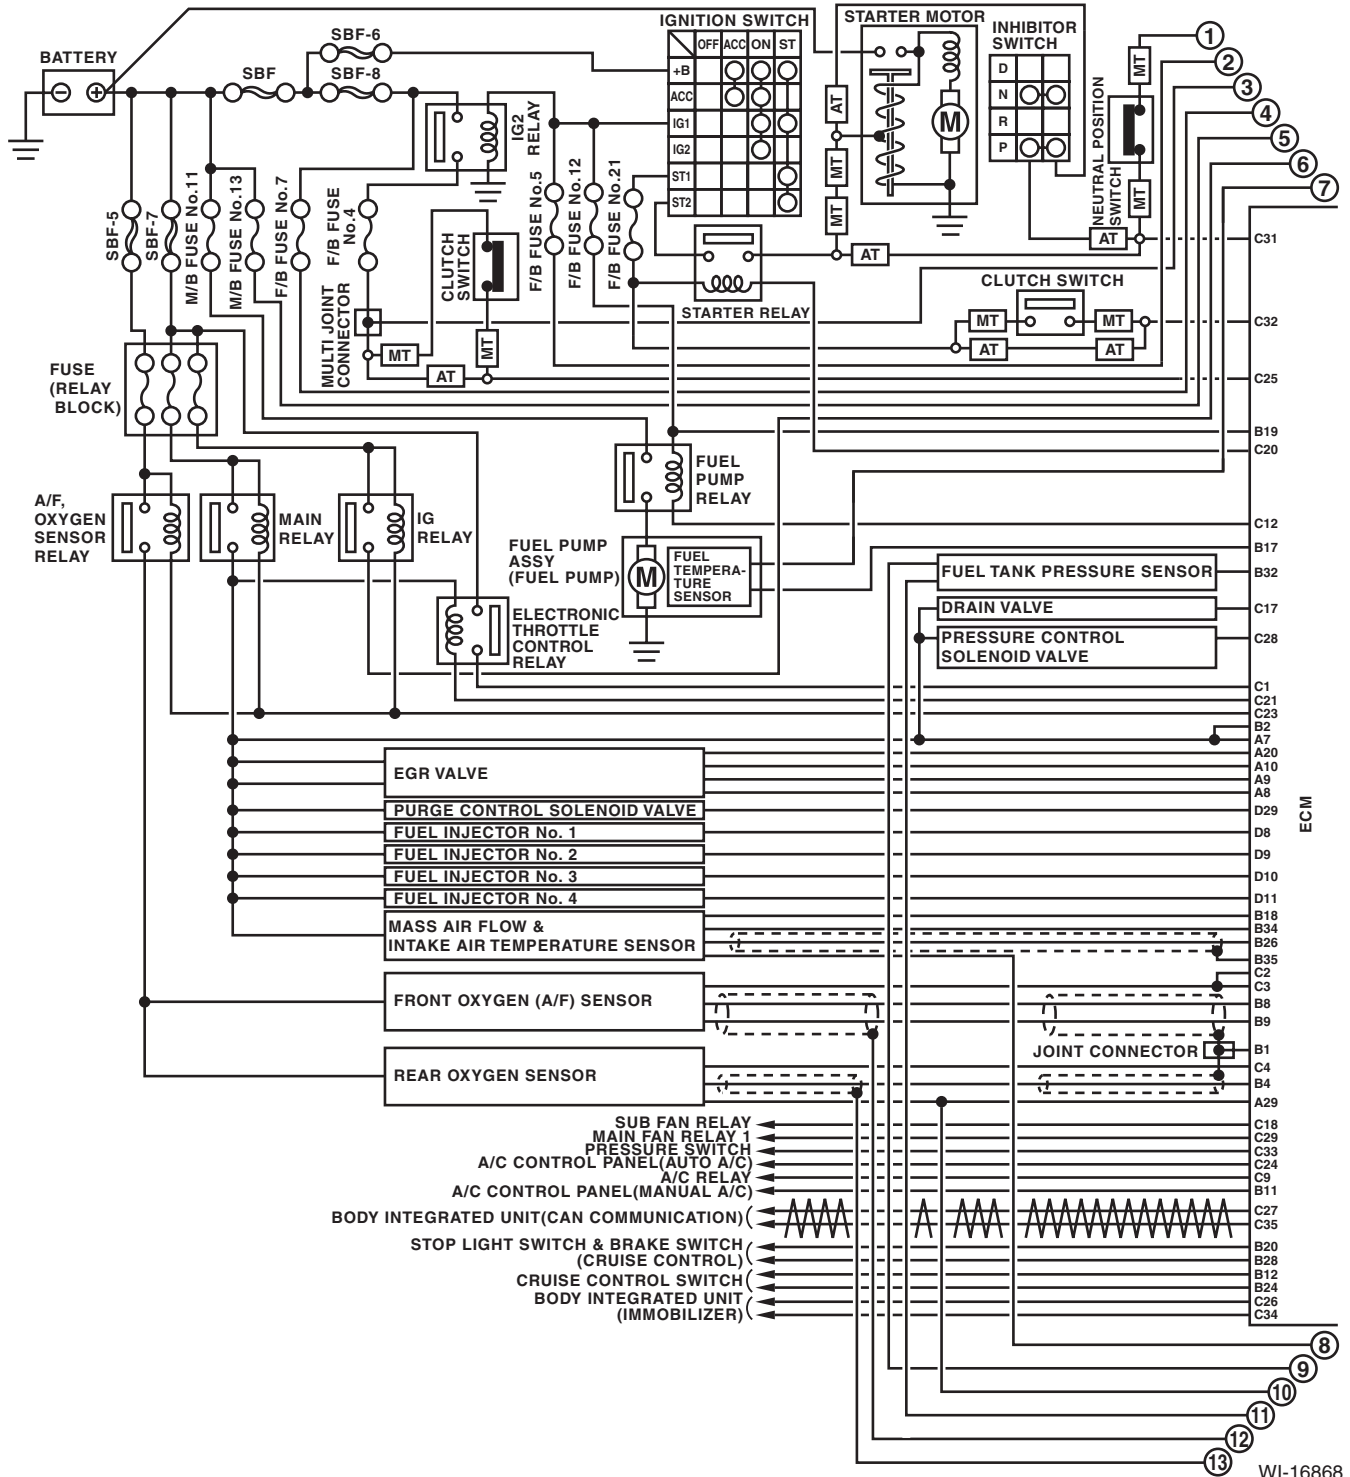 IGNITION SWITCH
STARTER MOTOR
INHIBITOR
SWITCH
BATTERY
SBF-6
SBF
SBF-8
OFF ACC ON ST
+B
ACC
IG1
IG2
ST1
ST2
IG2
RELAY
M
D
N
R
P
AT
MT
MT
MT
MT
AT
AT
NEUTRAL POSITION
SWITCH
1
2
3
4
5
6
7
SBF-5
SBF-7
M/B FUSE No.11
M/B FUSE No.13
F/B FUSE No.7
F/B FUSE
No.4
CLUTCH
SWITCH
F/B FUSE No.5
F/B FUSE No.12
F/B FUSE No.21
STARTER RELAY
CLUTCH SWITCH
MT
MT
AT
AT
MULTI JOINT
CONNECTOR
MT
MT
AT
FUSE
(RELAY
BLOCK)
FUEL
PUMP
RELAY
A/F,
OXYGEN
SENSOR
RELAY
MAIN
RELAY
IG
RELAY
FUEL PUMP
ASSY
(FUEL PUMP)
M
FUEL
TEMPERA-
TURE
SENSOR
ELECTRONIC
THROTTLE
CONTROL
RELAY
FUEL TANK PRESSURE SENSOR
DRAIN VALVE
PRESSURE CONTROL
SOLENOID VALVE
EGR VALVE
PURGE CONTROL SOLENOID VALVE
FUEL INJECTOR No. 1
FUEL INJECTOR No. 2
FUEL INJECTOR No. 3
FUEL INJECTOR No. 4
MASS AIR FLOW &
INTAKE AIR TEMPERATURE SENSOR
FRONT OXYGEN (A/F) SENSOR
JOINT CONNECTOR
REAR OXYGEN SENSOR
SUB FAN RELAY
MAIN FAN RELAY 1
PRESSURE SWITCH
A/C CONTROL PANEL(AUTO A/C)
A/C RELAY
A/C CONTROL PANEL(MANUAL A/C)
BODY INTEGRATED UNIT(CAN COMMUNICATION)
STOP LIGHT SWITCH & BRAKE SWITCH
(CRUISE CONTROL)
CRUISE CONTROL SWITCH
BODY INTEGRATED UNIT
(IMMOBILIZER)
C31
C32
C25
B19
C20
C12
B17
B32
C17
C28
C1
C21
C23
B2
A7
A20
A10
A9
A8
D29
D8
D9
D10
D11
B18
B34
B26
B35
C2
C3
B8
B9
B1
C4
B4
A29
C18
C29
C33
C24
C9
B11
C27
C35
B20
B28
B12
B24
C26
C34
ECM
8
9
10
11
12
13
WI-16868